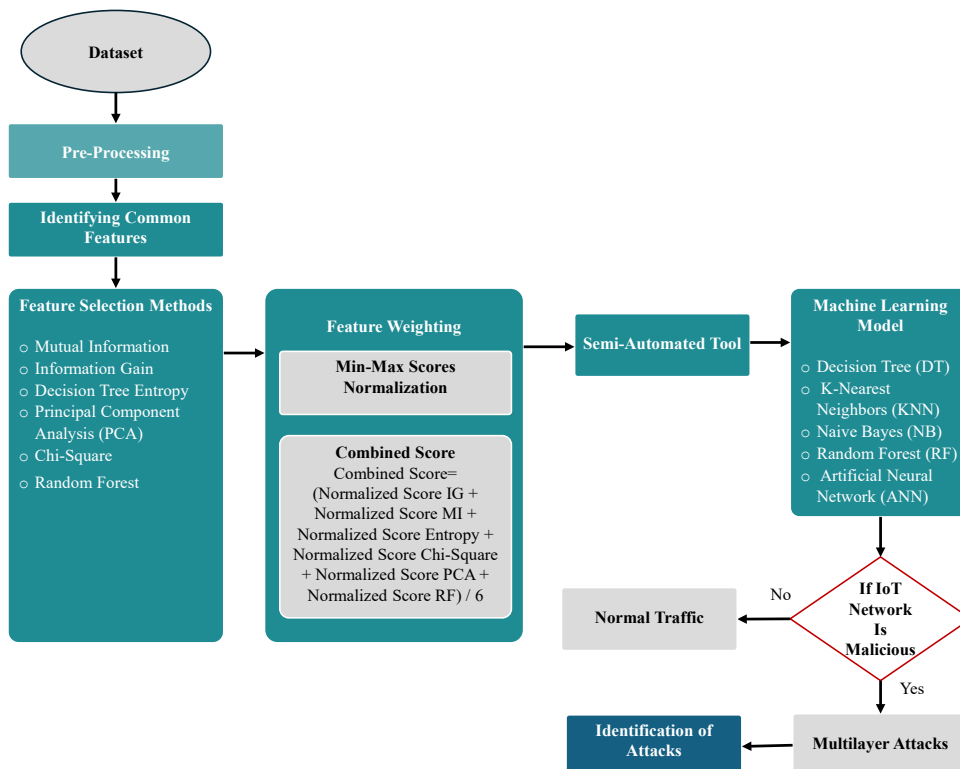 Dataset
Pre-Processing
Identifying Common
Features
Feature Selection Methods
○ Mutual Information
○ Information Gain
○ Decision Tree Entropy
○ Principal Component
Analysis (PCA)
○ Chi-Square
○ Random Forest
Feature Weighting
Min-Max Scores
Normalization
Combined Score
Combined Score=
(Normalized Score IG +
Normalized Score MI +
Normalized Score Entropy +
Normalized Score Chi-Square
+ Normalized Score PCA +
Normalized Score RF) / 6
Semi-Automated Tool
Machine Learning
Model
○ Decision Tree (DT)
○ K-Nearest
Neighbors (KNN)
○ Naive Bayes (NB)
○ Random Forest (RF)
○ Artificial Neural
Network (ANN)
If IoT
Network
Is
Malicious
No
Normal Traffic
Yes
Multilayer Attacks
Identification of
Attacks